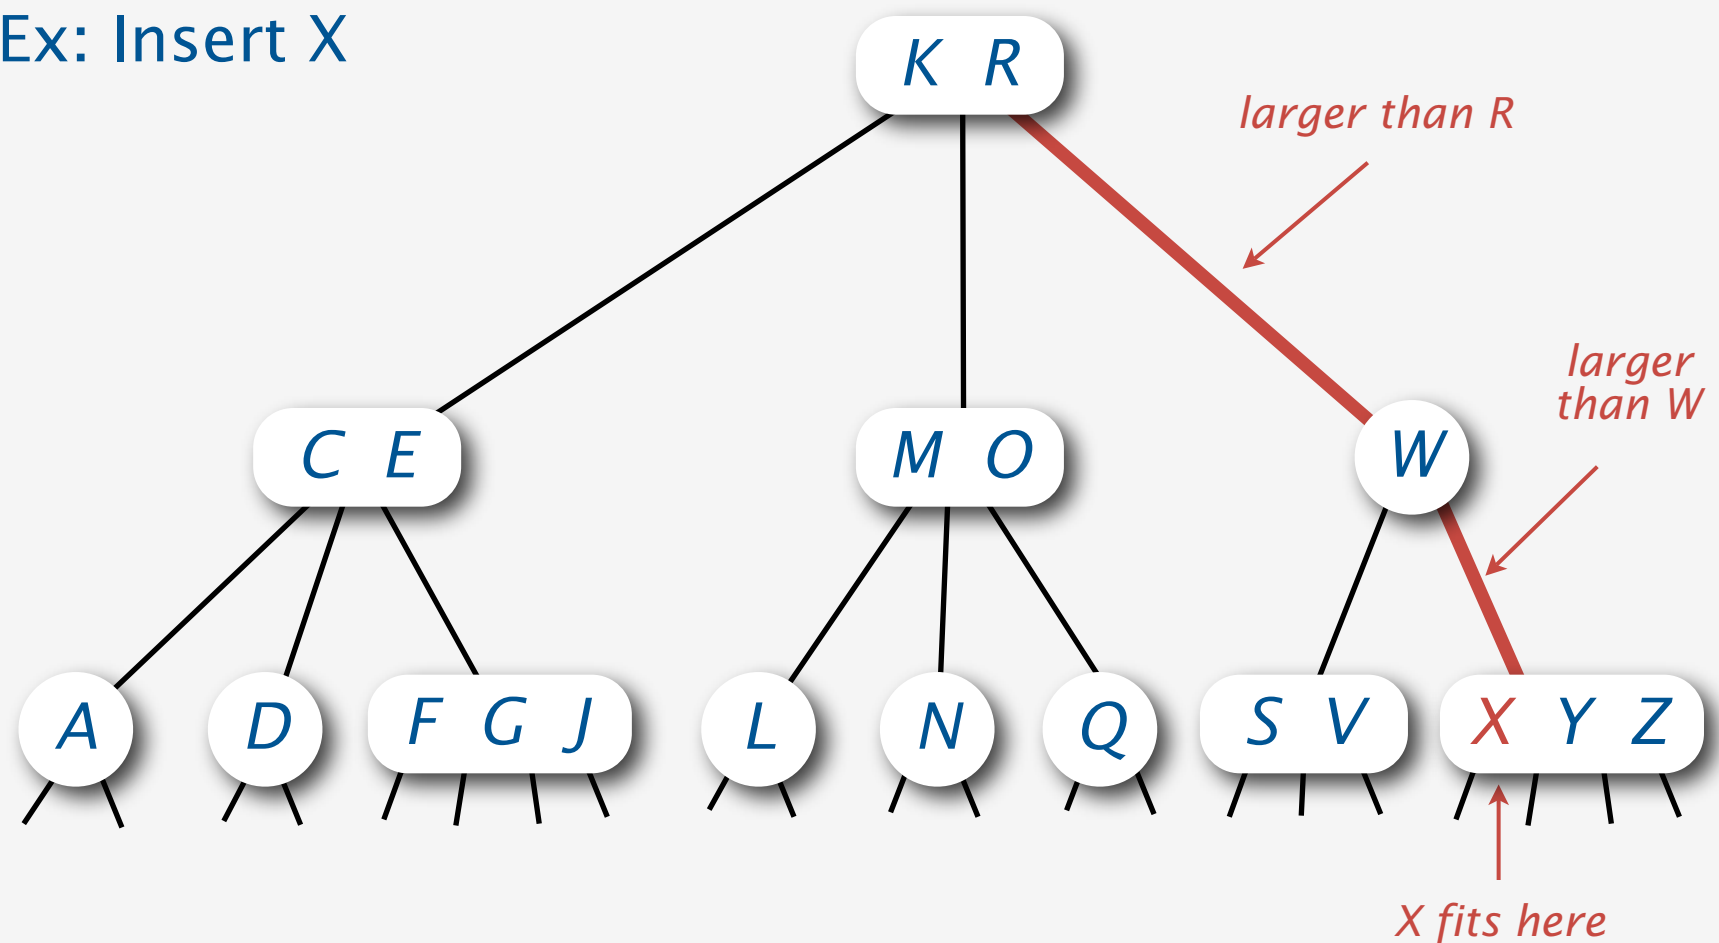 Ex: Insert X
K R
larger than R
larger
than W
C E
M O
W
A
D
F G J
L
N
Q
S V
X Y Z
X fits here